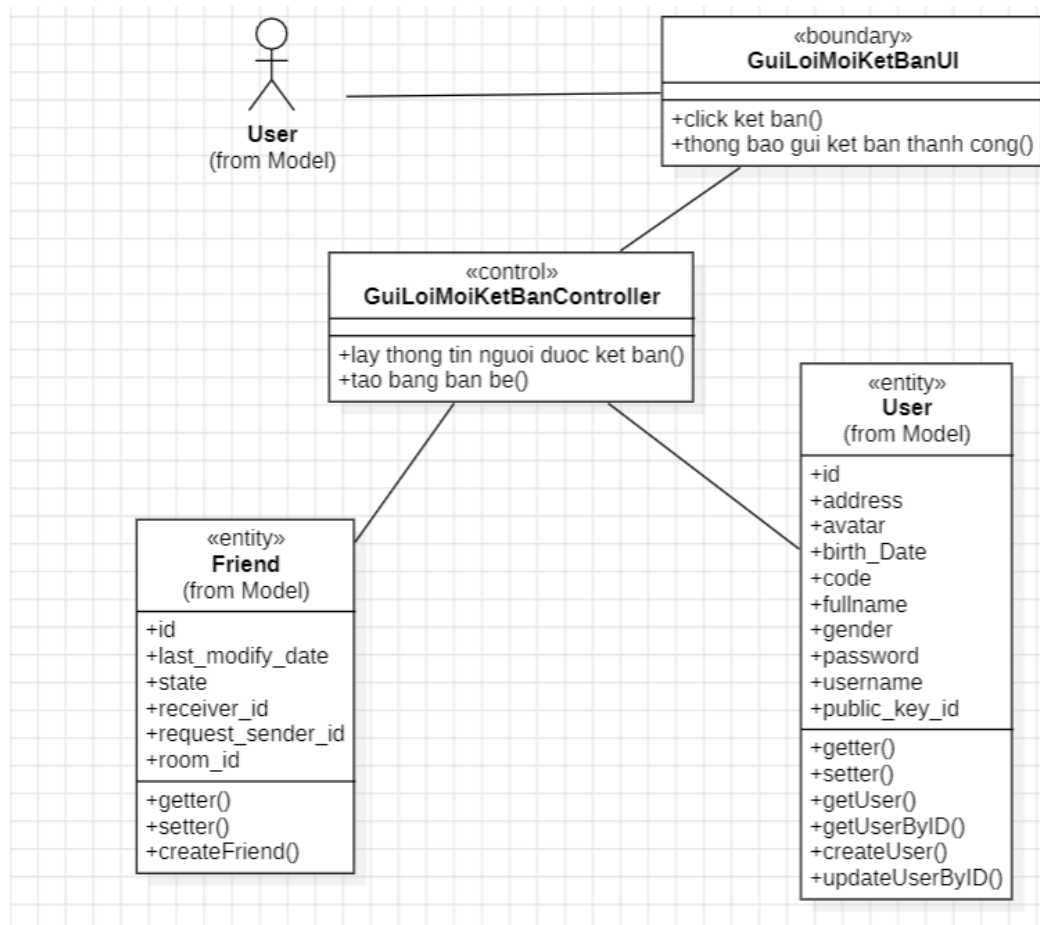 User
(from Model)
«boundary»
GuiLoiMoiKetBanUI
+click ket ban()
+thong bao gui ket ban thanh cong()
«control»
GuiLoiMoiKetBanController
+lay thong tin nguoi duoc ket ban()
+tao bang ban be()
«entity»
Friend
(from Model)
+id
+last_modify_date
+state
+receiver_id
+request_sender_id
+room_id
+getter()
+setter()
+createFriend()
«entity»
User
(from Model)
+id
+address
+avatar
+birth_Date
+code
+fullname
+gender
+password
+username
+public_key_id
+getter()
+setter()
+getUser()
+getUserByID()
+createUser()
+updateUserByID()